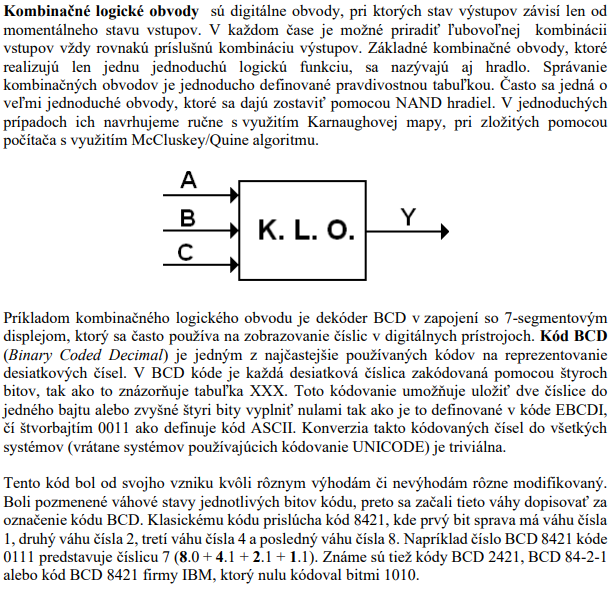 Kombinačné logické obvody sú digitálne obvody, pri ktorých stav výstupov závisí len od
momentálneho stavu vstupov. V každom čase je možné priradiť ľubovoľnej kombinácii
vstupov vždy rovnakú príslušnú kombináciu výstupov. Základné kombinačné obvody, ktoré
realizujú len jednu jednoduchú logickú funkciu, sa nazývajú aj hradlo. Správanie
kombinačných obvodov je jednoducho definované pravdivostnou tabuľkou. Často sa jedná o
veľmi jednoduché obvody, ktoré sa dajú zostaviť pomocou NAND hradiel. V jednoduchých
prípadoch ich navrhujeme ručne s využitím Karnaughovej mapy, pri zložitých pomocou
počítača s využitím McCluskey/Quine algoritmu.
A
B
C
K. L. O.
Y
Príkladom kombinačného logického obvodu je dekóder BCD v zapojení so 7-segmentovým
displejom, ktorý sa často používa na zobrazovanie číslic v digitálnych prístrojoch. Kód BCD
(Binary Coded Decimal) je jedným z najčastejšie používaných kódov na reprezentovanie
desiatkových čísel. V BCD kóde je každá desiatková číslica zakódovaná pomocou štyroch
bitov, tak ako to znázorňuje tabuľka XXX. Toto kódovanie umožňuje uložiť dve číslice do
jedného bajtu alebo zvyšné štyri bity vyplniť nulami tak ako je to definované v kóde EBCDI,
čí štvorbajtím 0011 ako definuje kód ASCII. Konverzia takto kódovaných čísel do všetkých
systémov (vrátane systémov používajúcich kódovanie UNICODE) je triviálna.
Tento kód bol od svojho vzniku kvôli rôznym výhodám či nevýhodám rôzne modifikovaný.
Boli pozmenené váhové stavy jednotlivých bitov kódu, preto sa začali tieto váhy dopisovať za
označenie kódu BCD. Klasickému kódu prislúcha kód 8421, kde prvý bit sprava má váhu čísla
1, druhý váhu čísla 2, tretí váhu čísla 4 a posledný váhu čísla 8. Napríklad číslo BCD 8421 kóde
0111 predstavuje číslicu 7 (8.0 + 4.1 + 2.1 + 1.1). Známe sú tiež kódy BCD 2421, BCD 84-2-1
alebo kód BCD 8421 firmy IBM, ktorý nulu kódoval bitmi 1010.